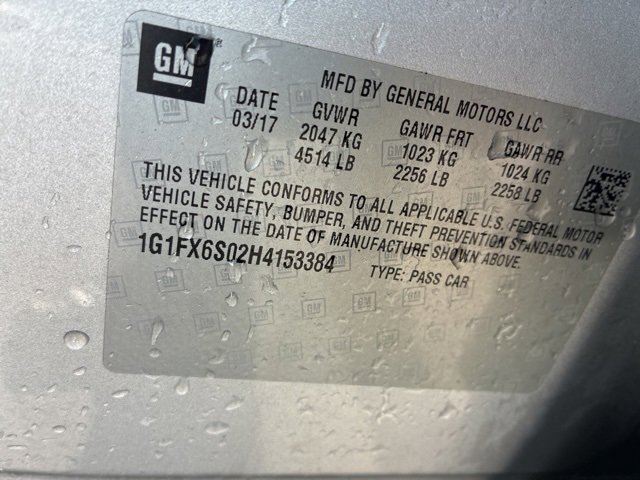 GM
MFD BY GENERAL MOTORS LLC
DATE GVWR GAWR FRT GAWR RR
03/17 2047 KG 1023 KG 1024 KG
4514 LB 2256 LB 2258 LB
THIS VEHICLE CONFORMS TO ALL APPLICABLE U.S. FEDERAL MOTOR
VEHICLE SAFETY, BUMPER, AND THEFT PREVENTION STANDARDS IN
EFFECT ON THE DATE OF MANUFACTURE SHOWN ABOVE.
1G1FX6S02H4153384 TYPE: PASS CAR